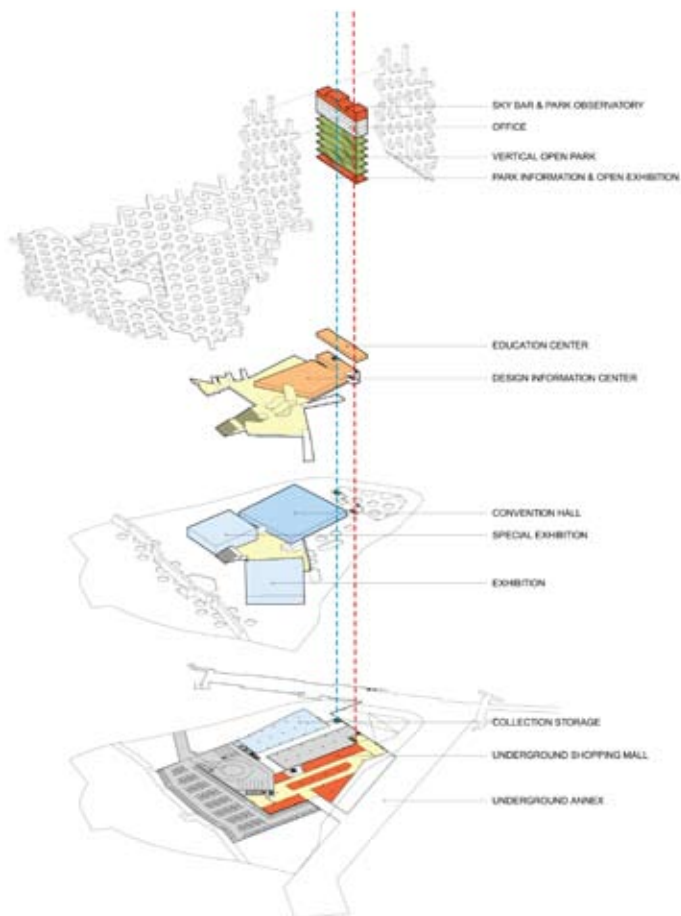 SKY BAR & PARK OBSERVATORY
OFFICE
VERTICAL OPEN PARK
PARK INFORMATION & OPEN EXHIBITION
EDUCATION CENTER
DESIGN INFORMATION CENTER
CONVENTION HALL
SPECIAL EXHIBITION
EXHIBITION
COLLECTION STORAGE
UNDERGROUND SHOPPING MALL
UNDERGROUND ANNEX